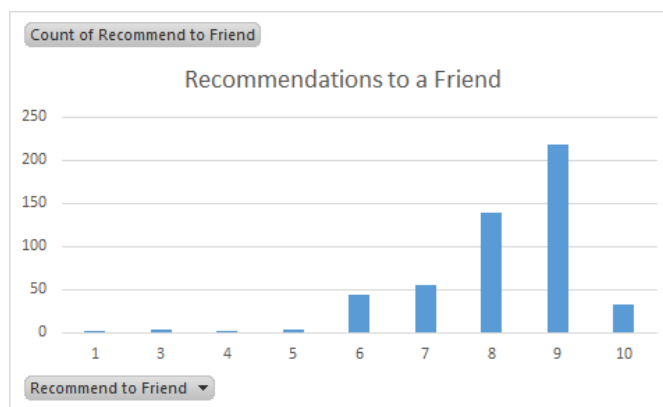 Count of Recommend to Friend
Recommendations to a Friend
250
200
150
100
50
0
1 3 4 5 6 7 8 9 10
Recommend to Friend